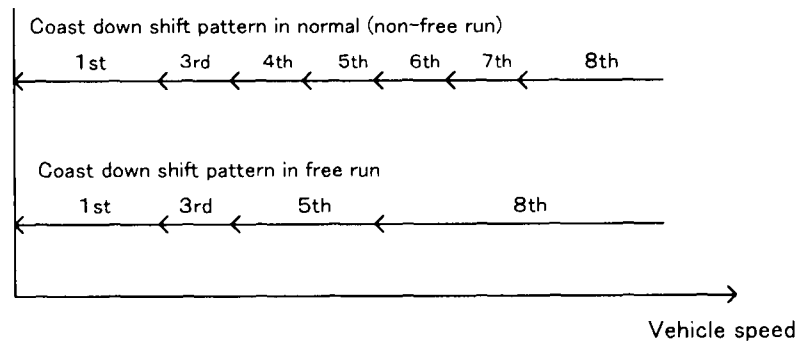 Coast down shift pattern in normal (non-free run)
1st 3rd 4th 5th 6th 7th 8th
Coast down shift pattern in free run
1st 3rd 5th 8th
Vehicle speed